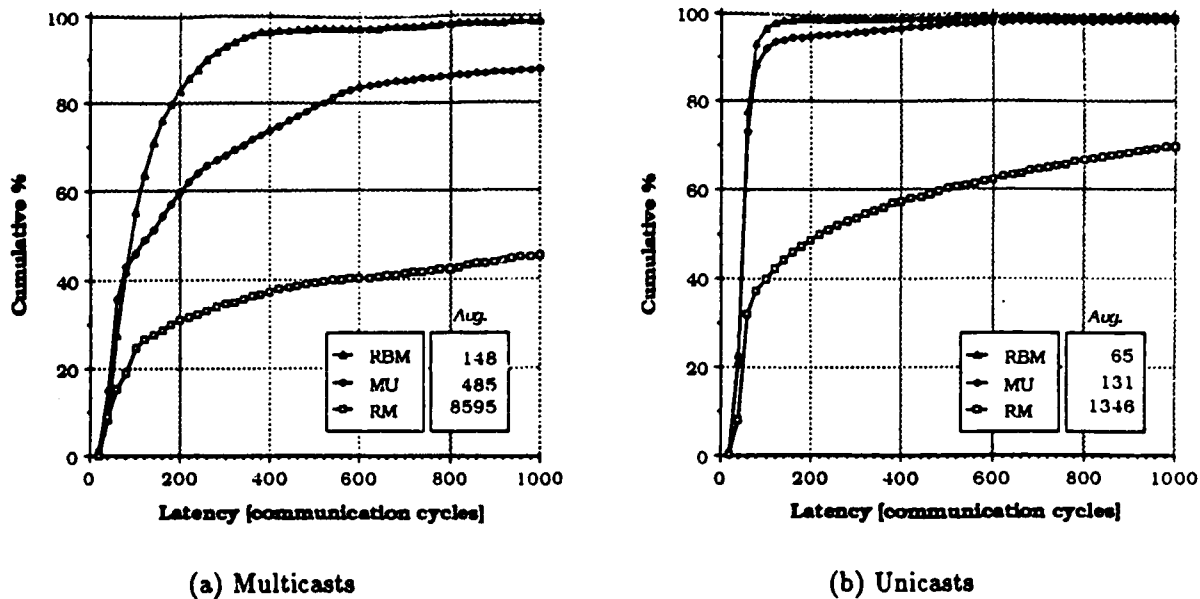 100
80
60
40
20
0
Cumulative %
Aug.
RBM 148
MU 485
RM 8595
0 200 400 600 800 1000
Latency [communication cycles]
(a) Multicasts
100
80
60
40
20
0
Cumulative %
Aug.
RBM 65
MU 131
RM 1346
0 200 400 600 800 1000
Latency [communication cycles]
(b) Unicasts